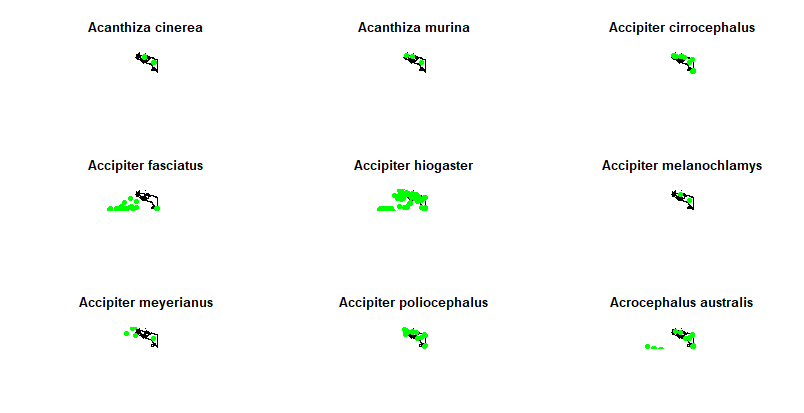 Acanthiza cinerea
Acanthiza murina
Accipiter cirrocephalus
Accipiter fasciatus
Accipiter hiogaster
Accipiter melanochlamys
Accipiter meyerianus
Accipiter poliocephalus
Acrocephalus australis